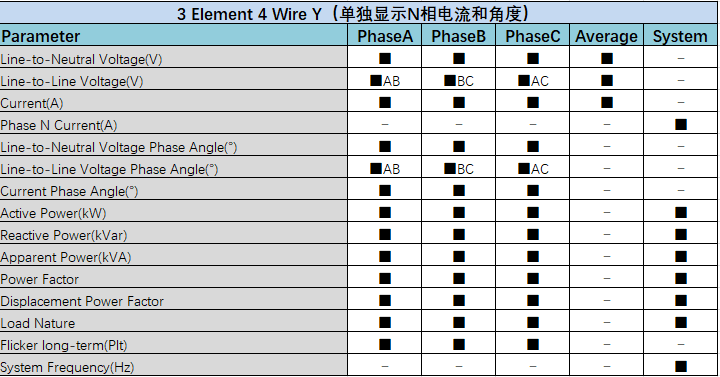 3 Element 4 Wire Y（单独显示N相电流和角度）
Parameter PhaseA PhaseB PhaseC Average System
Line-to-Neutral Voltage(V) ■ ■ ■ ■ –
Line-to-Line Voltage(V) ■AB ■BC ■AC ■ –
Current(A) ■ ■ ■ ■ –
Phase N Current(A) – – – – ■
Line-to-Neutral Voltage Phase Angle(°) ■ ■ ■ – –
Line-to-Line Voltage Phase Angle(°) ■AB ■BC ■AC – –
Current Phase Angle(°) ■ ■ ■ – –
Active Power(kW) ■ ■ ■ – ■
Reactive Power(kVar) ■ ■ ■ – ■
Apparent Power(kVA) ■ ■ ■ – ■
Power Factor ■ ■ ■ – ■
Displacement Power Factor ■ ■ ■ – ■
Load Nature ■ ■ ■ – ■
Flicker long-term(Plt) ■ ■ ■ – –
System Frequency(Hz) – – – – ■